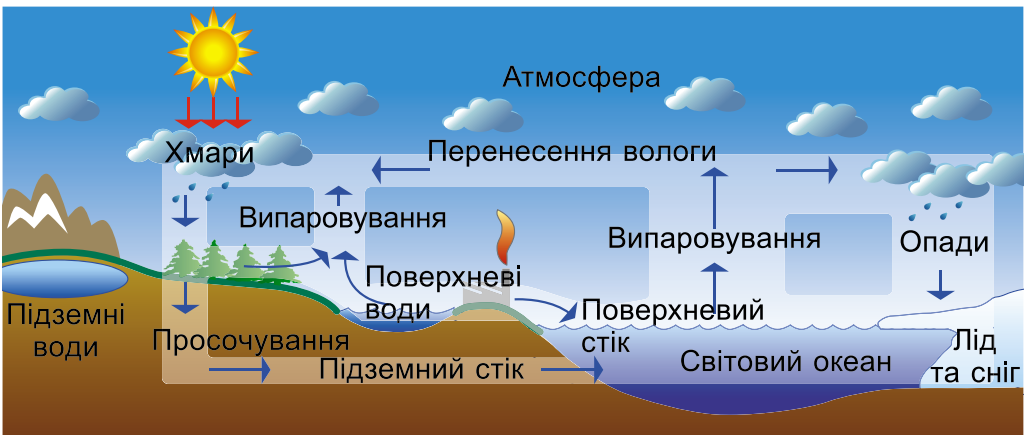 Атмосфера
Хмари
Перенесення вологи
Випаровування
Випаровування
Опади
Поверхневі
води
Поверхневий
стік
Підземні
води
Просочування
Підземний стік
Світовий океан
Лід
та сніг